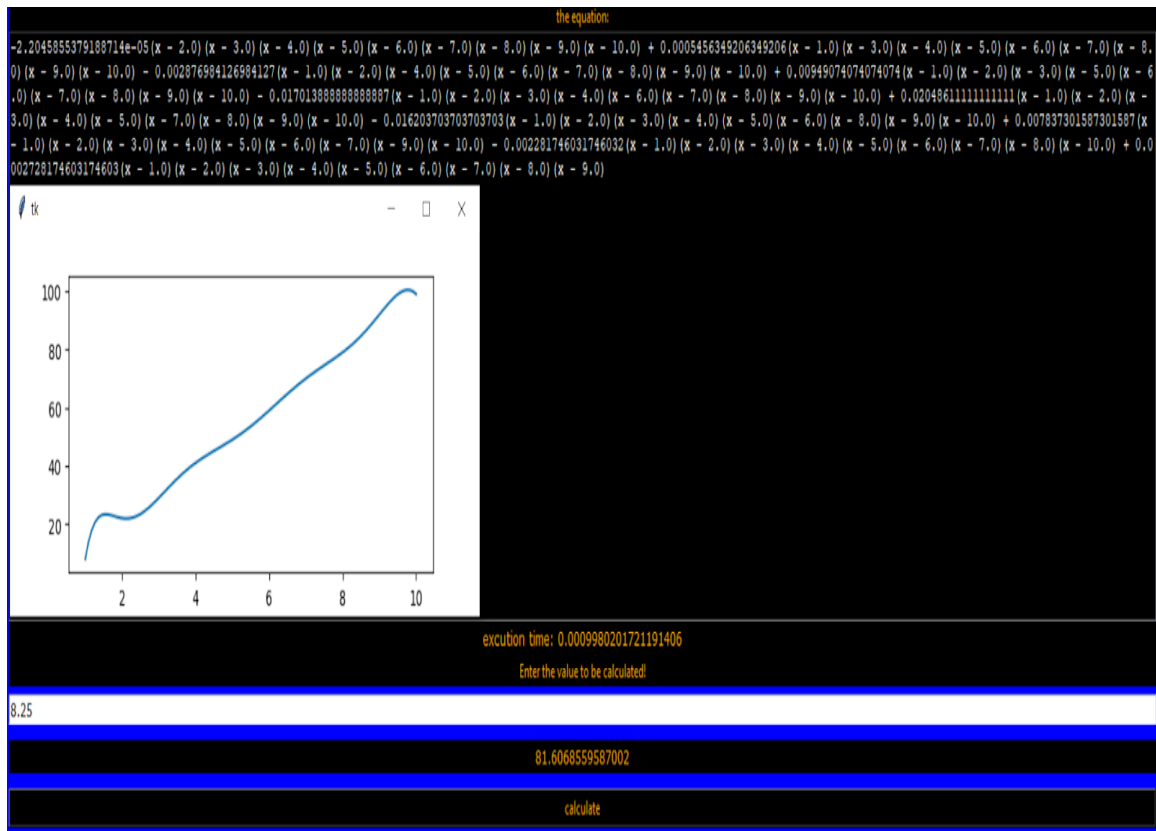 the equation:
-2.2045855379188714e-05(x - 2.0)(x - 3.0)(x - 4.0)(x - 5.0)(x - 6.0)(x - 7.0)(x - 8.0)(x - 9.0)(x - 10.0) + 0.0005456349206349206(x - 1.0)(x - 3.0)(x - 4.0)(x - 5.0)(x - 6.0)(x - 7.0)(x - 8.
0)(x - 9.0)(x - 10.0) - 0.002876984126984127(x - 1.0)(x - 2.0)(x - 4.0)(x - 5.0)(x - 6.0)(x - 7.0)(x - 8.0)(x - 9.0)(x - 10.0) + 0.00949074074074074(x - 1.0)(x - 2.0)(x - 3.0)(x - 5.0)(x - 6
.0)(x - 7.0)(x - 8.0)(x - 9.0)(x - 10.0) - 0.017013888888888887(x - 1.0)(x - 2.0)(x - 3.0)(x - 4.0)(x - 6.0)(x - 7.0)(x - 8.0)(x - 9.0)(x - 10.0) + 0.02048611111111111(x - 1.0)(x - 2.0)(x -
3.0)(x - 4.0)(x - 5.0)(x - 7.0)(x - 8.0)(x - 9.0)(x - 10.0) - 0.016203703703703703(x - 1.0)(x - 2.0)(x - 3.0)(x - 4.0)(x - 5.0)(x - 6.0)(x - 8.0)(x - 9.0)(x - 10.0) + 0.007837301587301587(x
- 1.0)(x - 2.0)(x - 3.0)(x - 4.0)(x - 5.0)(x - 6.0)(x - 7.0)(x - 9.0)(x - 10.0) - 0.002281746031746032(x - 1.0)(x - 2.0)(x - 3.0)(x - 4.0)(x - 5.0)(x - 6.0)(x - 7.0)(x - 8.0)(x - 10.0) + 0.0
002728174603174603(x - 1.0)(x - 2.0)(x - 3.0)(x - 4.0)(x - 5.0)(x - 6.0)(x - 7.0)(x - 8.0)(x - 9.0)
tk
100
80
60
40
20
2 4 6 8 10
excution time: 0.0009980201721191406
Enter the value to be calculated!
8.25
81.6068559587002
calculate